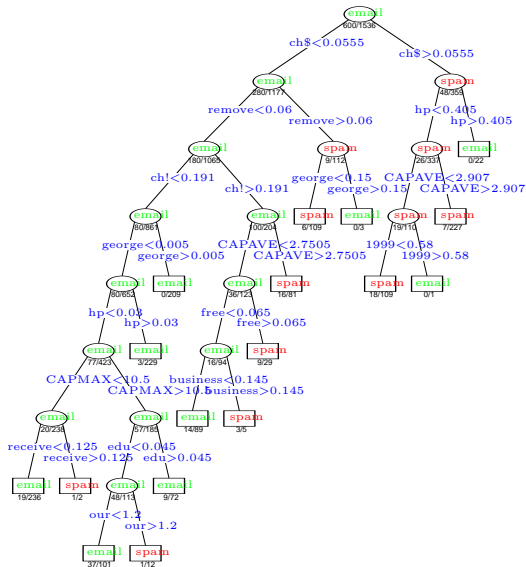 email
600/1536
ch$<0.0555
ch$>0.0555
email
280/1177
spam
48/359
remove<0.06
remove>0.06
hp<0.405
hp>0.405
email
180/1065
spam
9/112
spam
26/337
email
0/22
ch!<0.191
ch!>0.191
george<0.15
george>0.15
CAPAVE<2.907
CAPAVE>2.907
email
80/861
email
100/204
spam
6/109
email
0/3
spam
19/110
spam
7/227
george<0.005
george>0.005
CAPAVE<2.7505
CAPAVE>2.7505
1999<0.58
1999>0.58
email
80/652
email
0/209
email
36/123
spam
16/81
spam
18/109
email
0/1
hp<0.03
hp>0.03
free<0.065
free>0.065
email
77/423
email
3/229
email
16/94
spam
9/29
CAPMAX<10.5
CAPMAX>10.5
business<0.145
business>0.145
email
20/238
email
57/185
email
14/89
spam
3/5
receive<0.125
receive>0.125
edu<0.045
edu>0.045
email
19/236
spam
1/2
email
48/113
email
9/72
our<1.2
our>1.2
email
37/101
spam
1/12